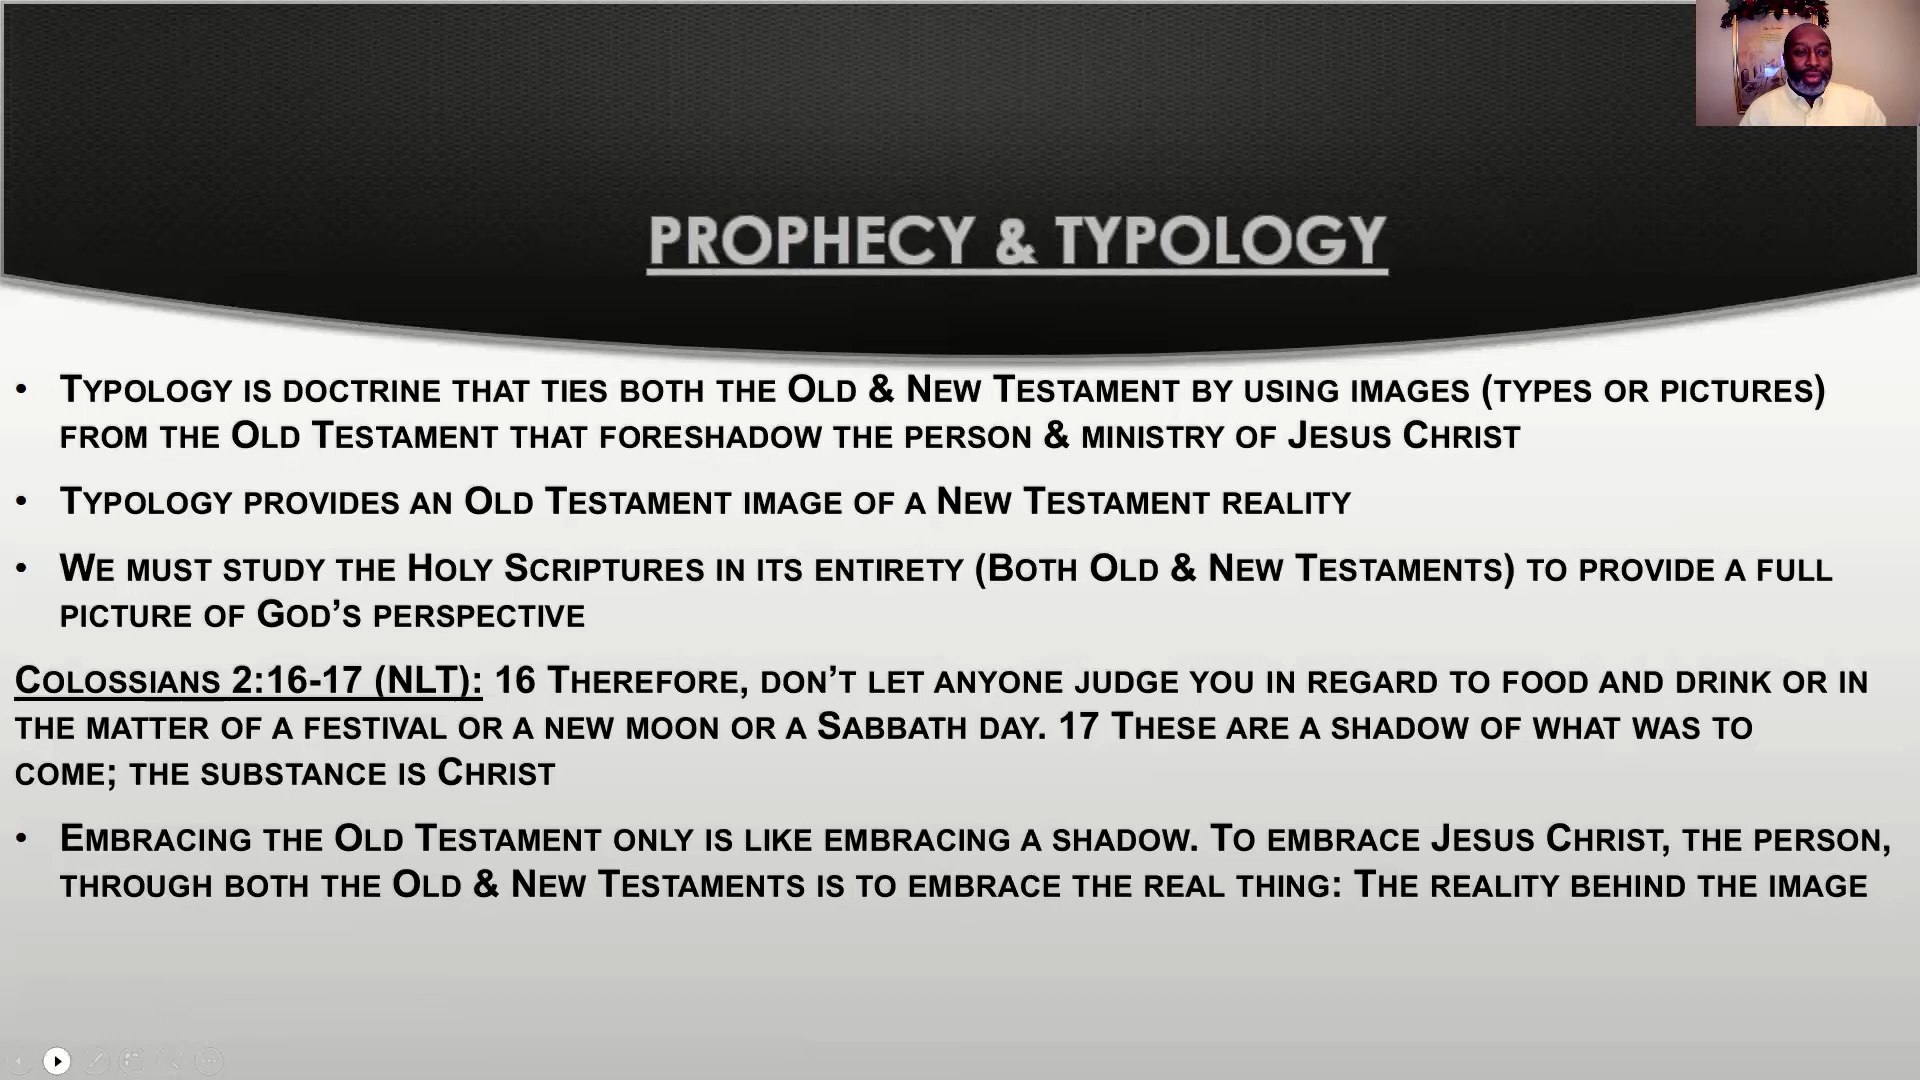 PROPHECY & TYPOLOGY
• Typology is doctrine that ties both the Old & New Testament by using images (types or pictures)
from the Old Testament that foreshadow the person & ministry of Jesus Christ
• Typology provides an Old Testament image of a New Testament reality
• We must study the Holy Scriptures in its entirety (Both Old & New Testaments) to provide a full
picture of God’s perspective
Colossians 2:16-17 (NLT): 16 Therefore, don’t let anyone judge you in regard to food and drink or in
the matter of a festival or a new moon or a Sabbath day. 17 These are a shadow of what was to
come; the substance is Christ
• Embracing the Old Testament only is like embracing a shadow. To embrace Jesus Christ, the person,
through both the Old & New Testaments is to embrace the real thing: The reality behind the image